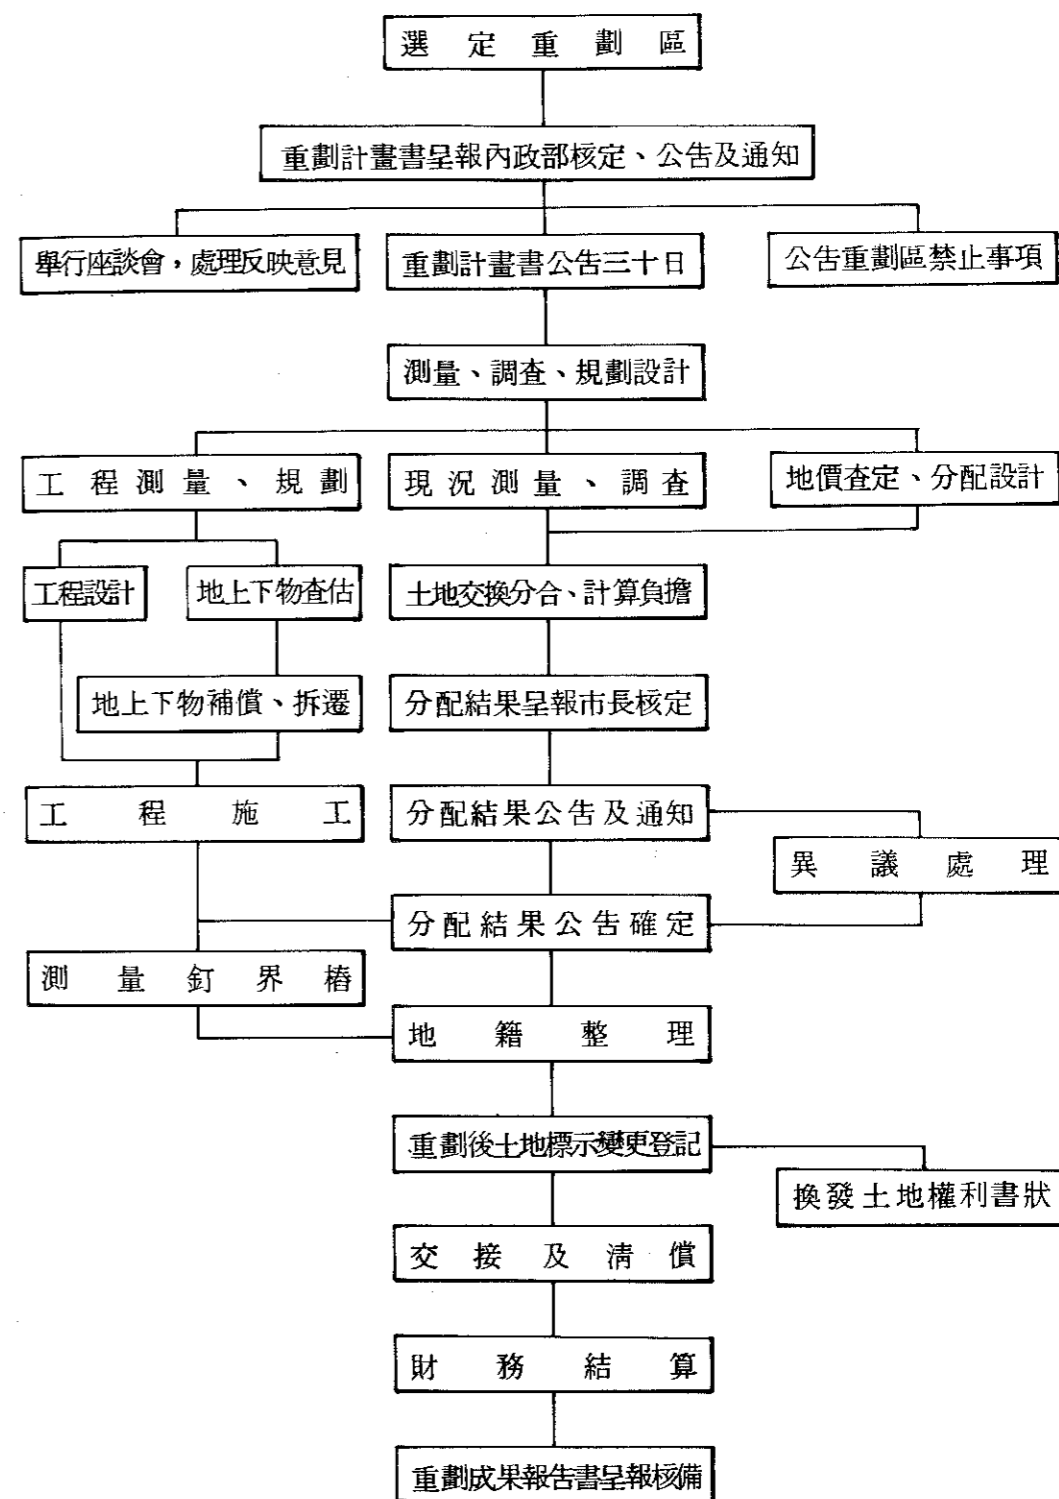 選定重劃區
重劃計畫書呈報內政部核定、公告及通知
舉行座談會，處理反映意見
重劃計畫書公告三十日
公告重劃區禁止事項
測量、調查、規劃設計
工程測量、規劃
現況測量、調查
地價查定、分配設計
工程設計
地上下物查估
土地交換分合、計算負擔
地上下物補償、拆遷
分配結果呈報市長核定
工程施工
分配結果公告及通知
異議處理
分配結果公告確定
測量釘界樁
地籍整理
重劃後土地標示變更登記
換發土地權利書狀
交接及清償
財務結算
重劃成果報告書呈報核備